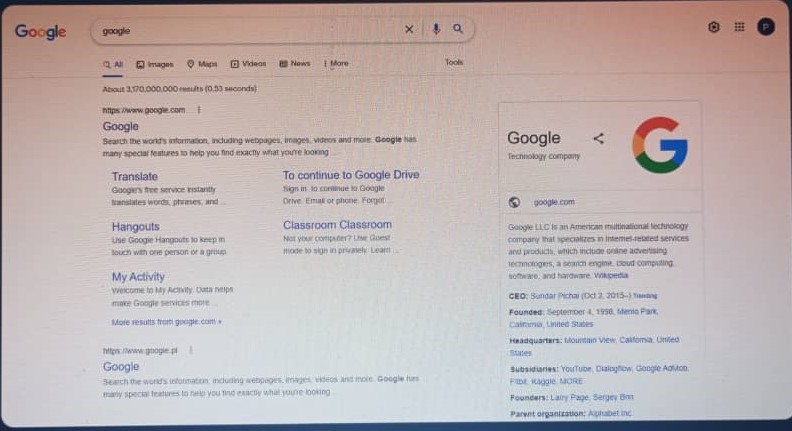 Google
google
All Images Maps Videos News More Tools
P
About 3,170,000,000 results (0.53 seconds)
https://www.google.com
Google
Search the world's information, including webpages, images, videos and more. Google has
many special features to help you find exactly what you're looking ...
Translate
Google's free service instantly
translates words, phrases, and ...
To continue to Google Drive
Sign in. to continue to Google
Drive. Email or phone. Forgot ...
Hangouts
Use Google Hangouts to keep in
touch with one person or a group.
Classroom Classroom
Not your computer? Use Guest
mode to sign in privately. Learn ...
My Activity
Welcome to My Activity. Data helps
make Google services more ...
More results from google.com »
https://www.google.pl
Google
Search the world's information, including webpages, images, videos and more. Google has
many special features to help you find exactly what you're looking
Google
Technology company
G
google.com
Google LLC is an American multinational technology
company that specializes in Internet-related services
and products, which include online advertising
technologies, a search engine, cloud computing,
software, and hardware. Wikipedia
CEO: Sundar Pichai (Oct 2, 2015–) Trending
Founded: September 4, 1998, Menlo Park,
California, United States
Headquarters: Mountain View, California, United
States
Subsidiaries: YouTube, Dialogflow, Google AdMob,
Fitbit, Kaggle, MORE
Founders: Larry Page, Sergey Brin
Parent organization: Alphabet Inc.